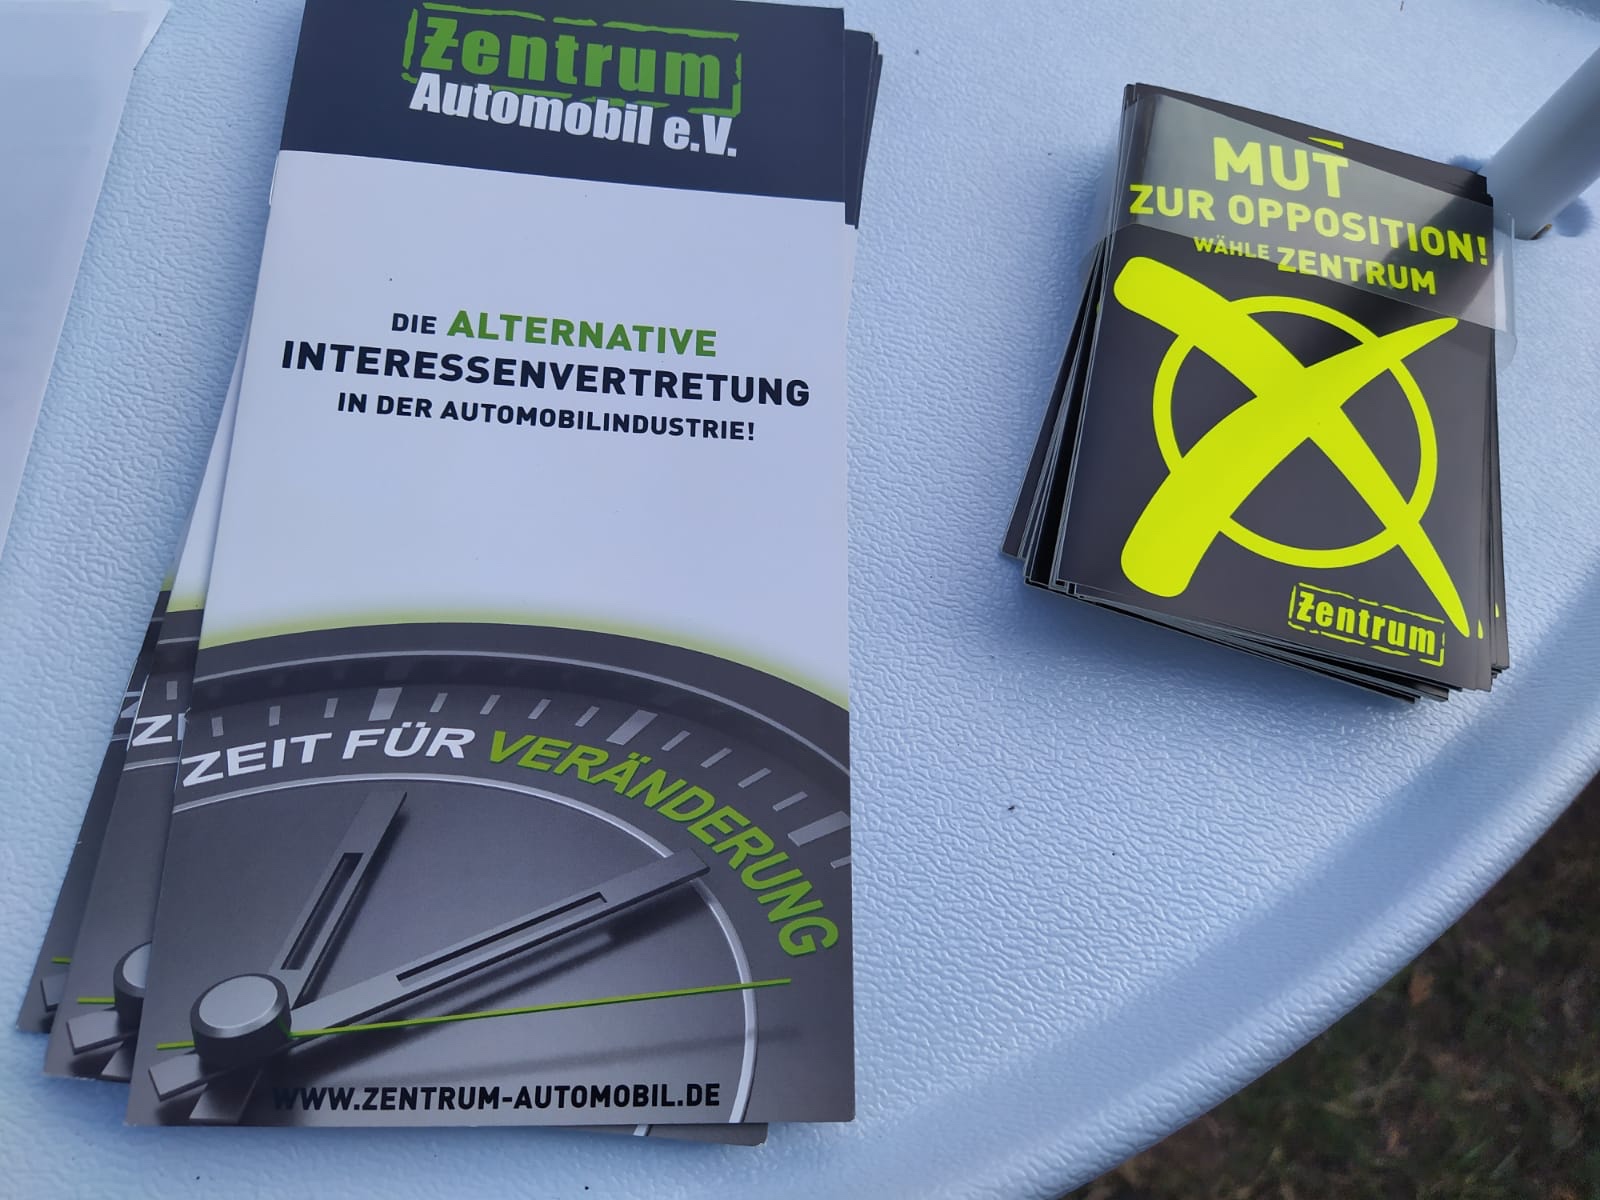 Zentrum
Automobil e.V.
DIE ALTERNATIVE
INTERESSENVERTRETUNG
IN DER AUTOMOBILINDUSTRIE!
ZEIT FÜR VERÄNDERUNG
WWW.ZENTRUM-AUTOMOBIL.DE
MUT
ZUR OPPOSITION!
WÄHLE ZENTRUM
Zentrum